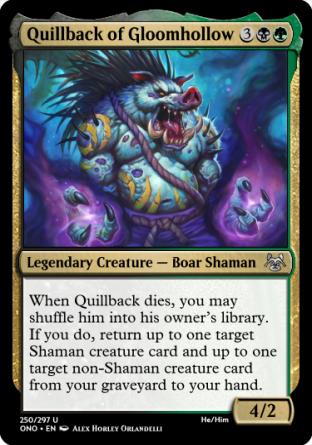 Quillback of Gloomhollow 3
Legendary Creature — Boar Shaman
When Quillback dies, you may
shuffle him into his owner's library.
If you do, return up to one target
Shaman creature card and up to one
target non-Shaman creature card
from your graveyard to your hand.
4/2
250/297 U He/Him
ONO • EN Alex Horley Orlandelli